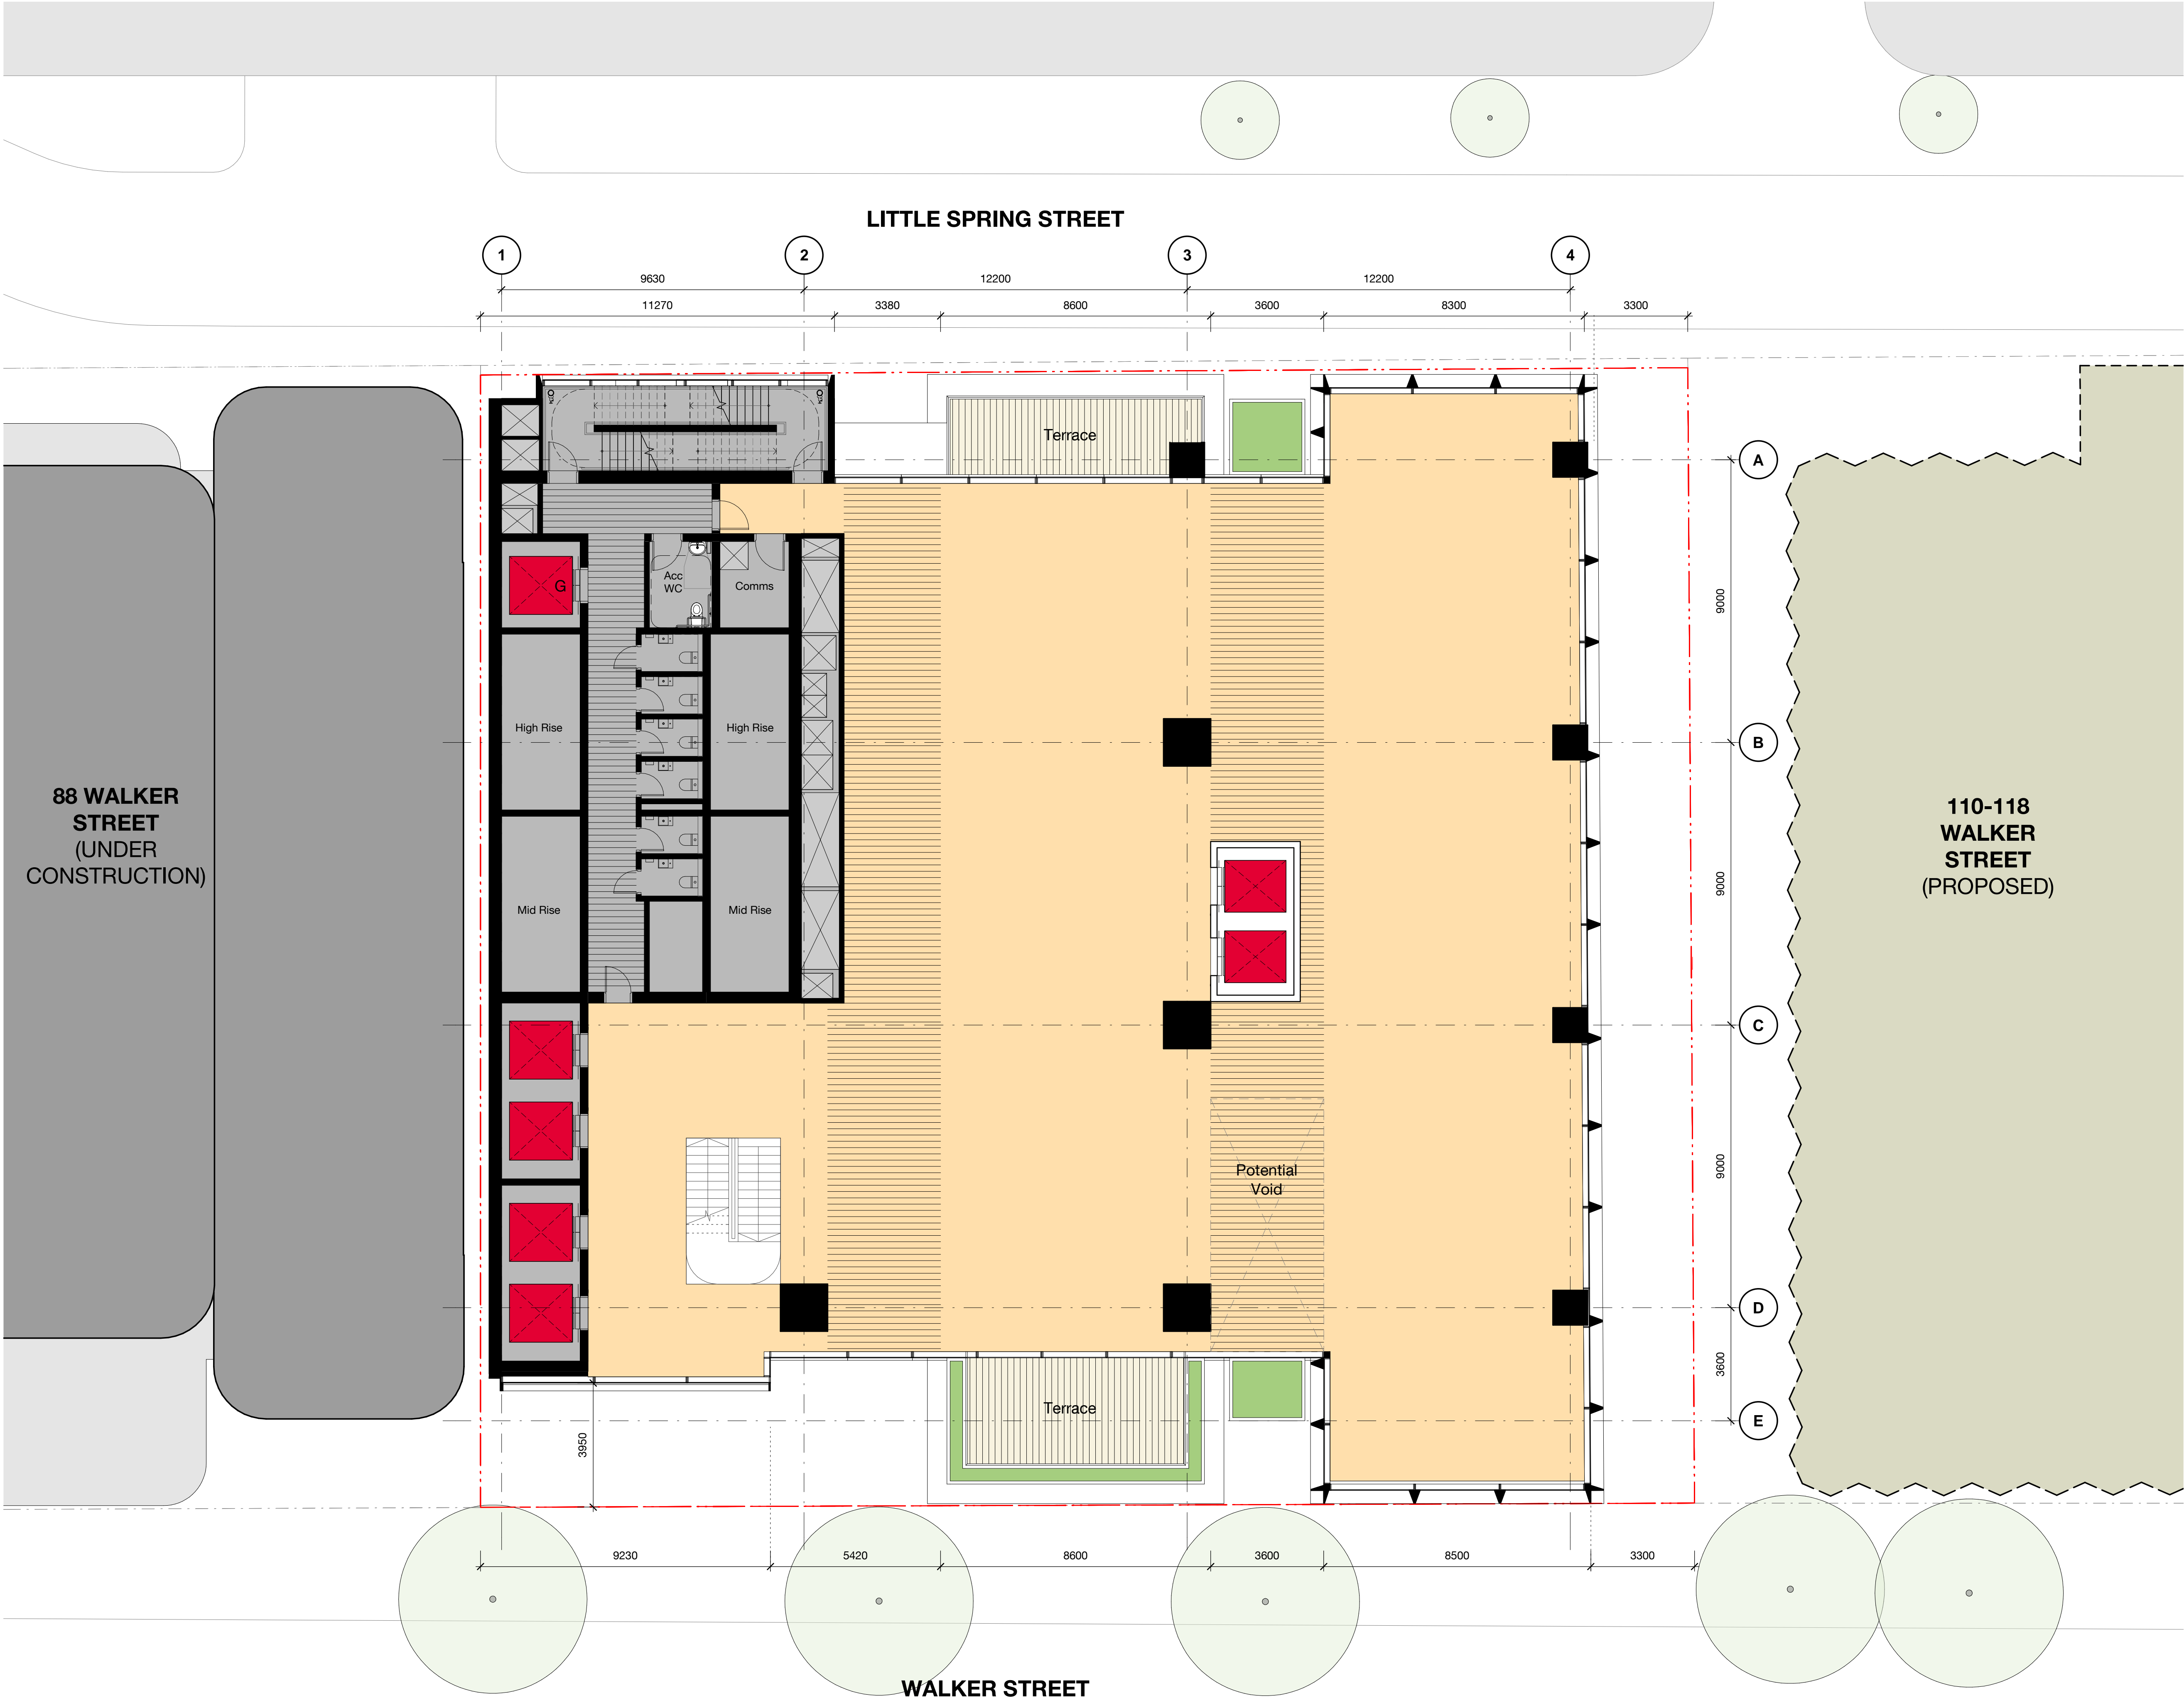 LITTLE SPRING STREET
1
2
3
4
9630
12200
12200
11270
3380
8600
3600
8300
3300
Terrace
A
G
Acc
WC
Comms
9000
High Rise
High Rise
B
88 WALKER
STREET
(UNDER
CONSTRUCTION)
110-118
WALKER
STREET
(PROPOSED)
9000
Mid Rise
Mid Rise
C
Potential
Void
9000
D
3600
Terrace
E
3950
9230
5420
8600
3600
8500
3300
WALKER STREET